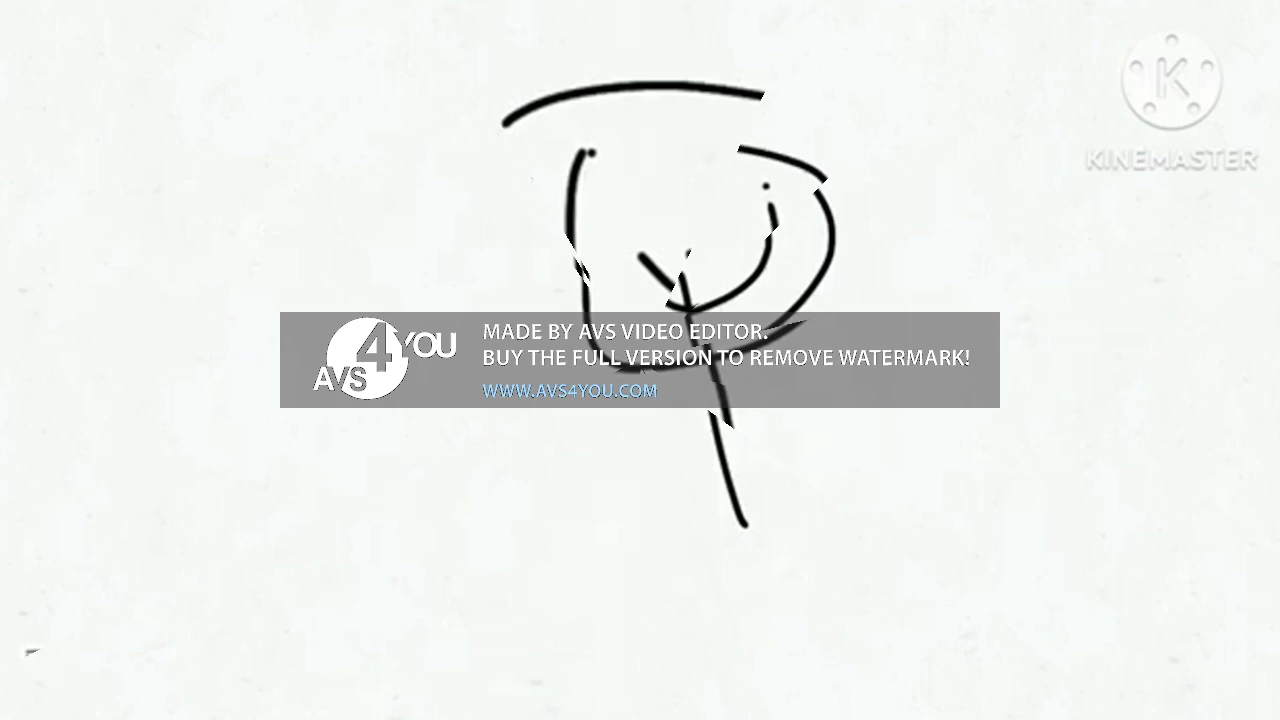 KINEMASTER
MADE BY AVS VIDEO EDITOR.
AVS4YOU
BUY THE FULL VERSION TO REMOVE WATERMARK!
WWW.AVS4YOU.COM